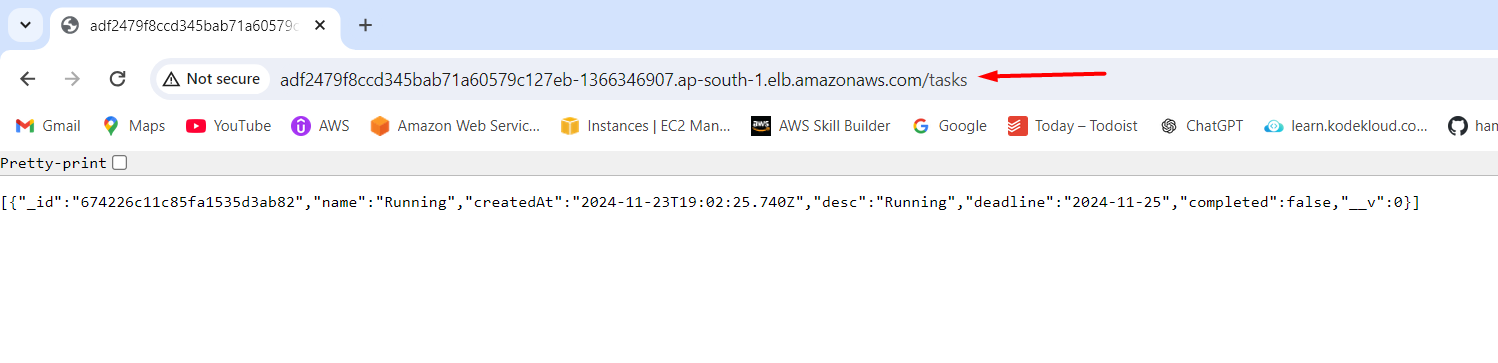 adf2479f8ccd345bab71a60579c
Not secure adf2479f8ccd345bab71a60579c127eb-1366346907.ap-south-1.elb.amazonaws.com/tasks
Gmail Maps YouTube AWS Amazon Web Servic... Instances | EC2 Man... aws AWS Skill Builder Google Today – Todoist ChatGPT learn.kodekloud.co... han
Pretty-print
[{"_id":"674226c11c85fa1535d3ab82","name":"Running","createdAt":"2024-11-23T19:02:25.740Z","desc":"Running","deadline":"2024-11-25","completed":false,"__v":0}]